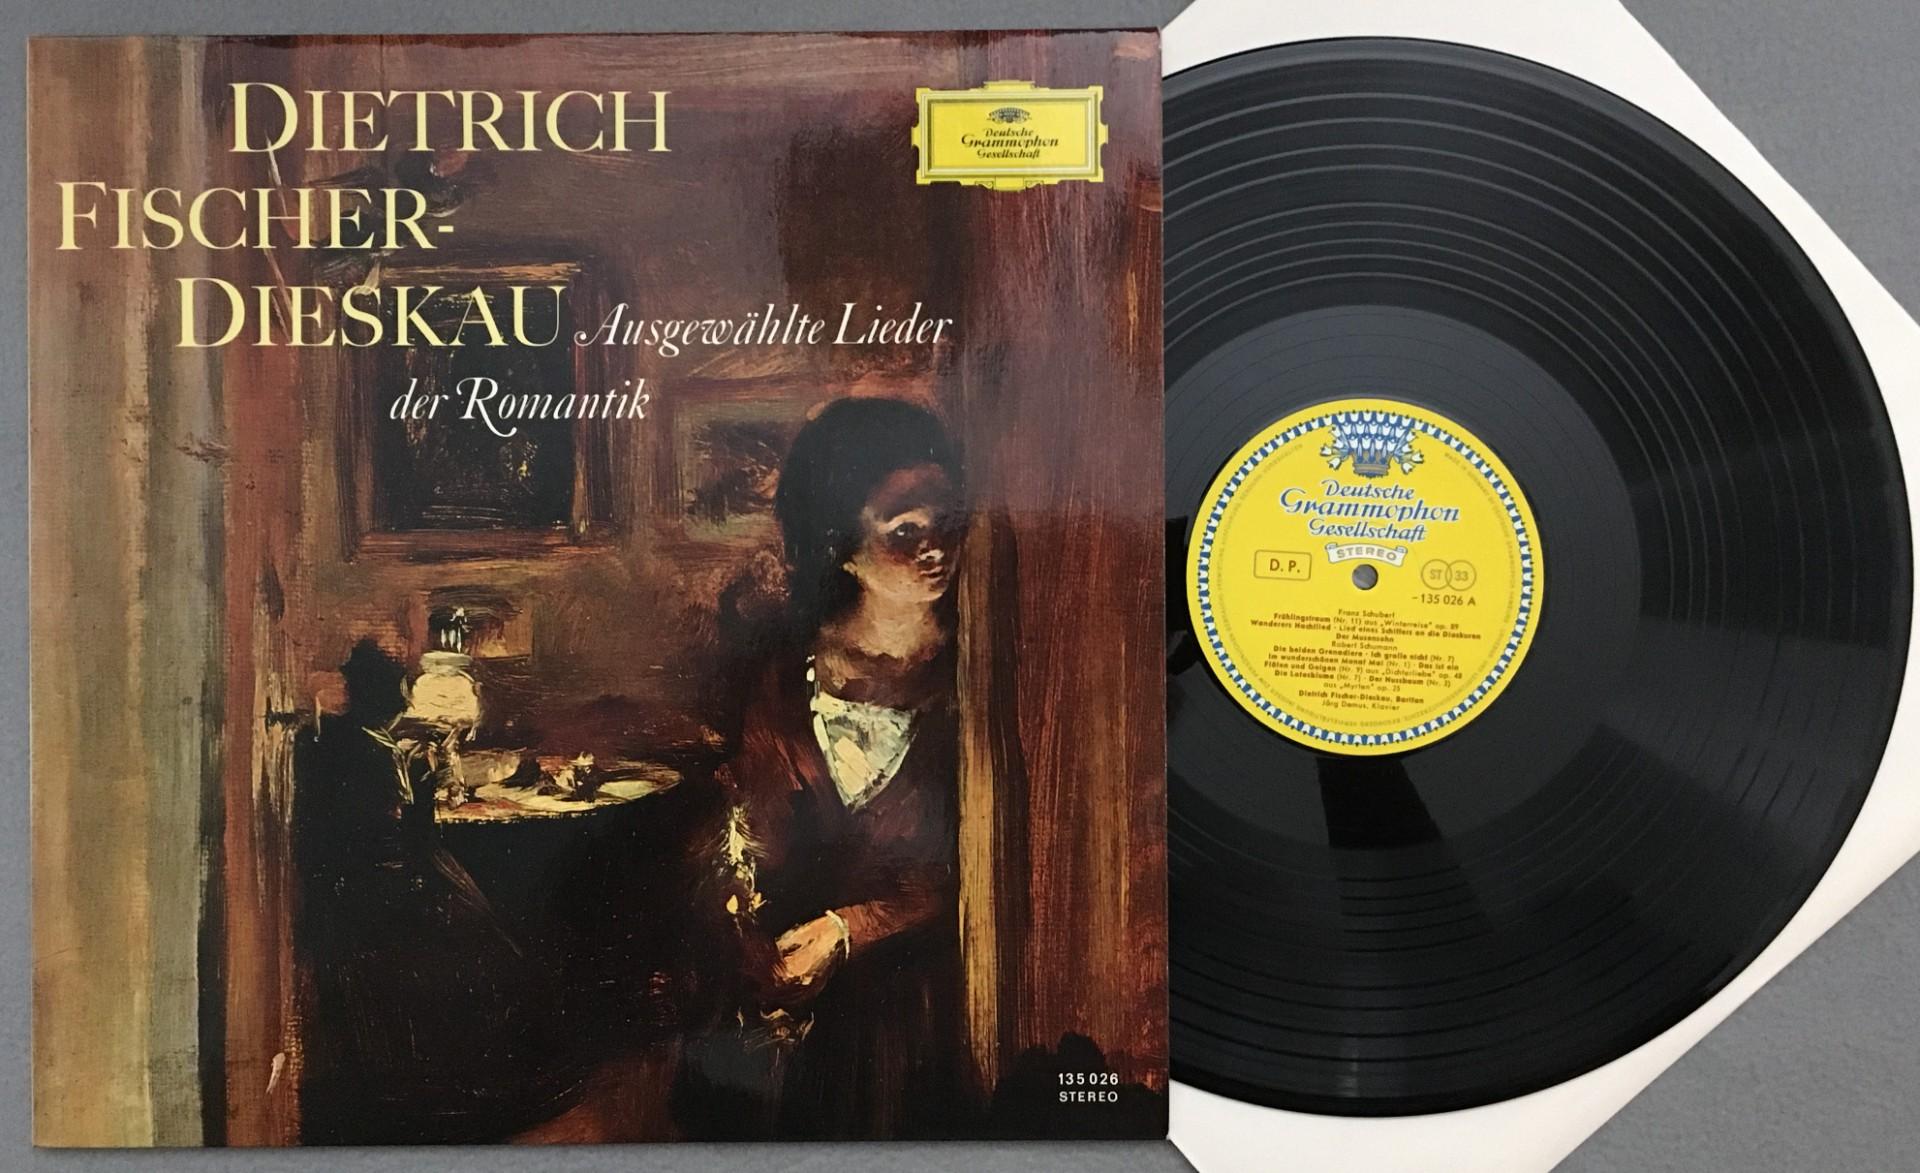 DIETRICH
FISCHER-
DIESKAU Ausgewählte Lieder
der Romantik
Deutsche
Grammophon
Gesellschaft
135 026
STEREO
Deutsche
Grammophon
Gesellschaft
STEREO
D. P.
ST 33
135 026 A
Franz Schubert
Frühlingstraum (Nr. 11) aus „Winterreise" op. 89
Wanderers Nachtlied · Lied eines Schiffers an die Dioskuren
Der Musensohn
Robert Schumann
Die beiden Grenadiere · Ich grolle nicht (Nr. 7)
Im wunderschönen Monat Mai (Nr. 1) · Das ist ein
Flöten und Geigen (Nr. 9) aus „Dichterliebe" op. 48
Die Lotosblume (Nr. 7) · Der Nussbaum (Nr. 3)
aus „Myrten" op. 25
Dietrich Fischer-Dieskau, Bariton
Jörg Demus, Klavier